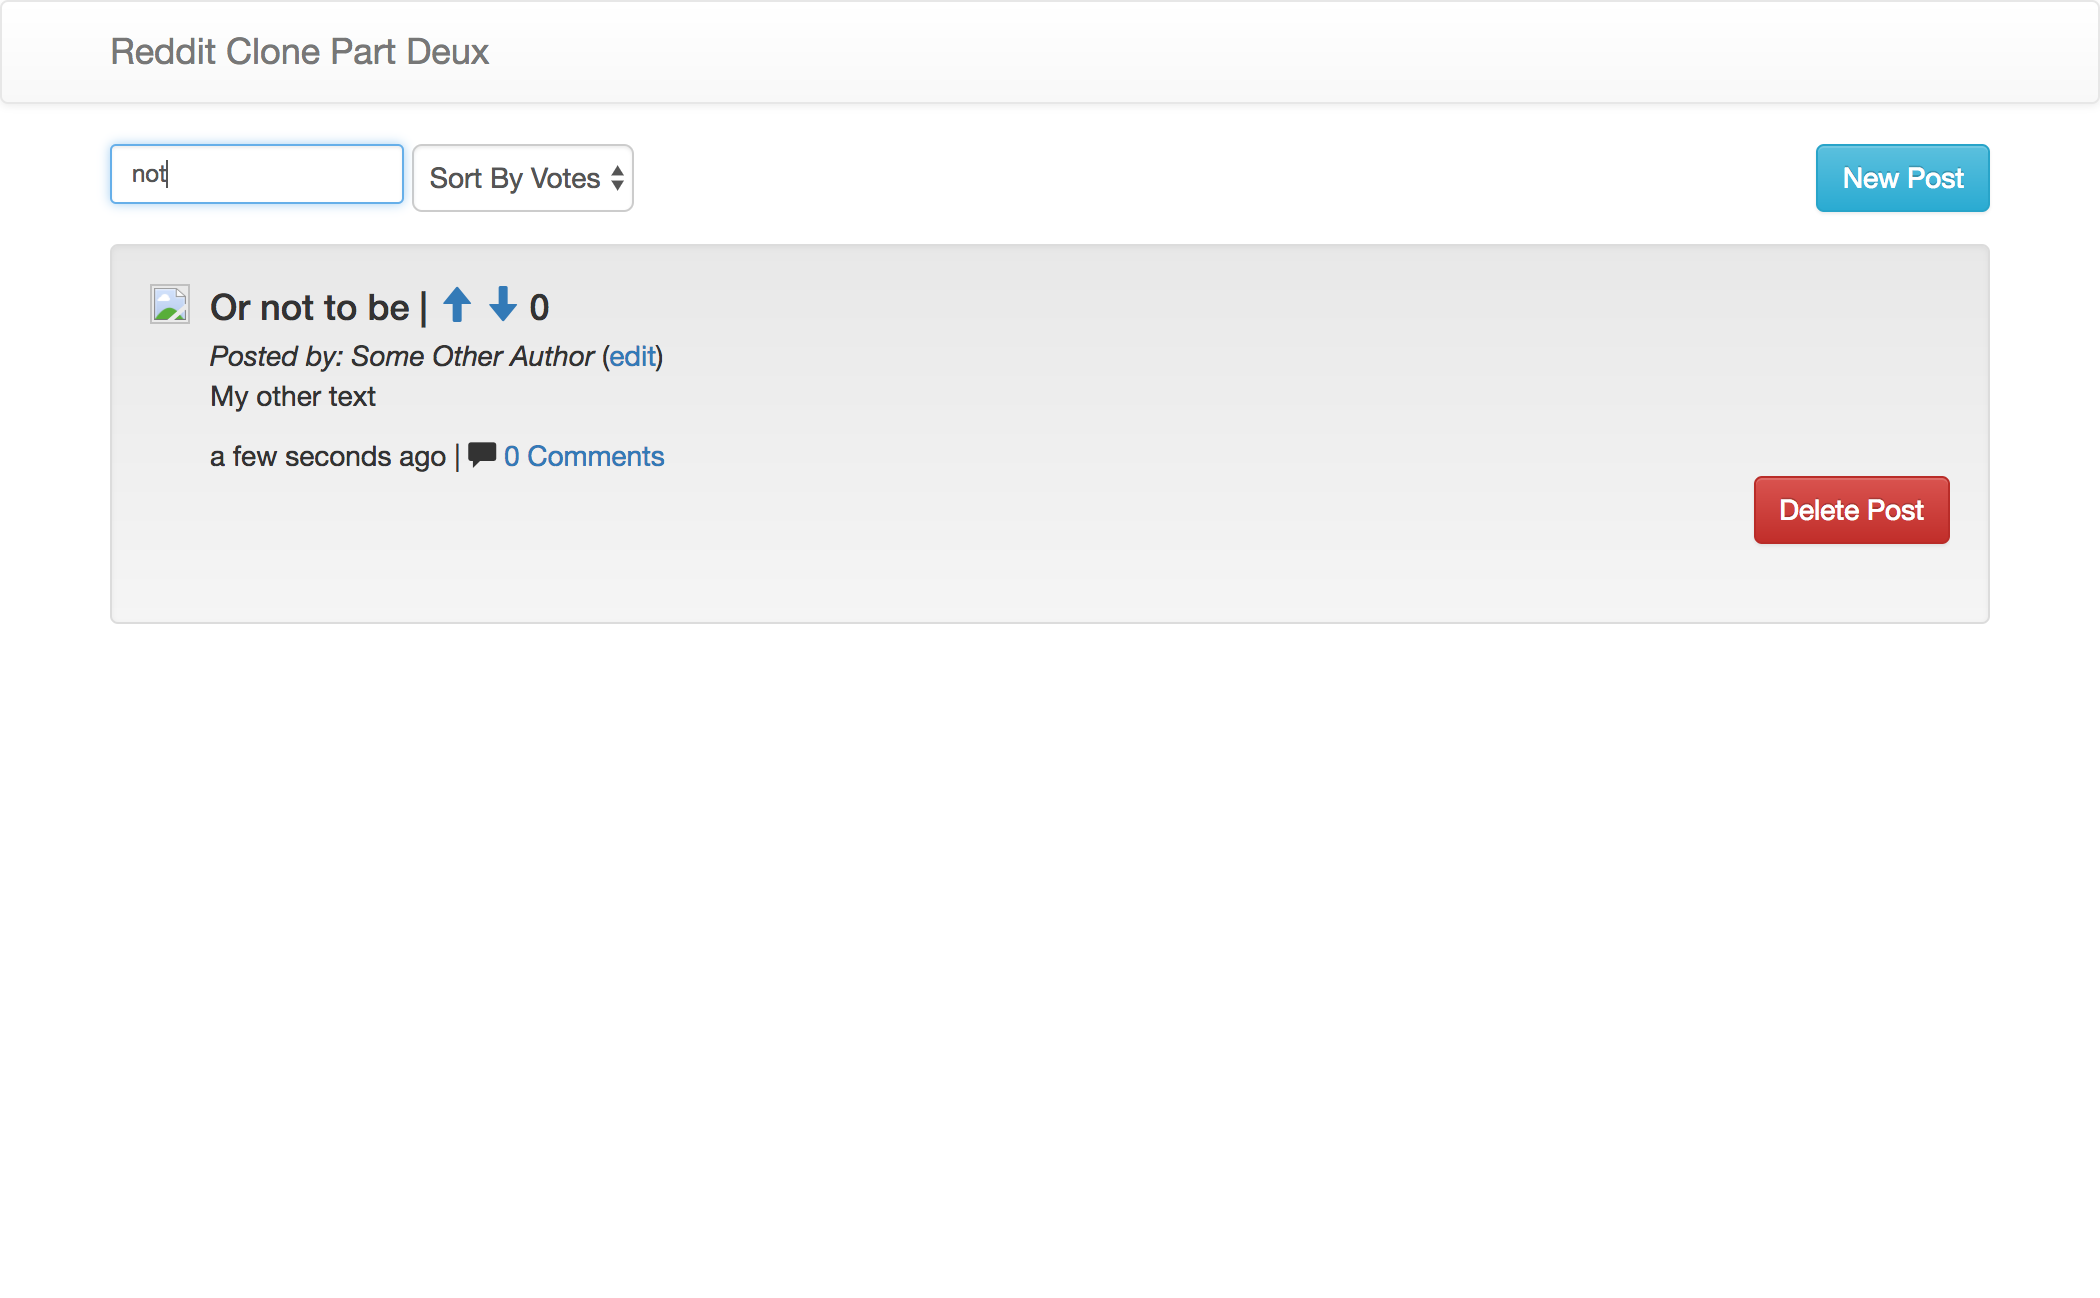 Reddit Clone Part Deux
not
Sort By Votes
New Post
Or not to be | 0
Posted by: Some Other Author (edit)
My other text
a few seconds ago | 0 Comments
Delete Post